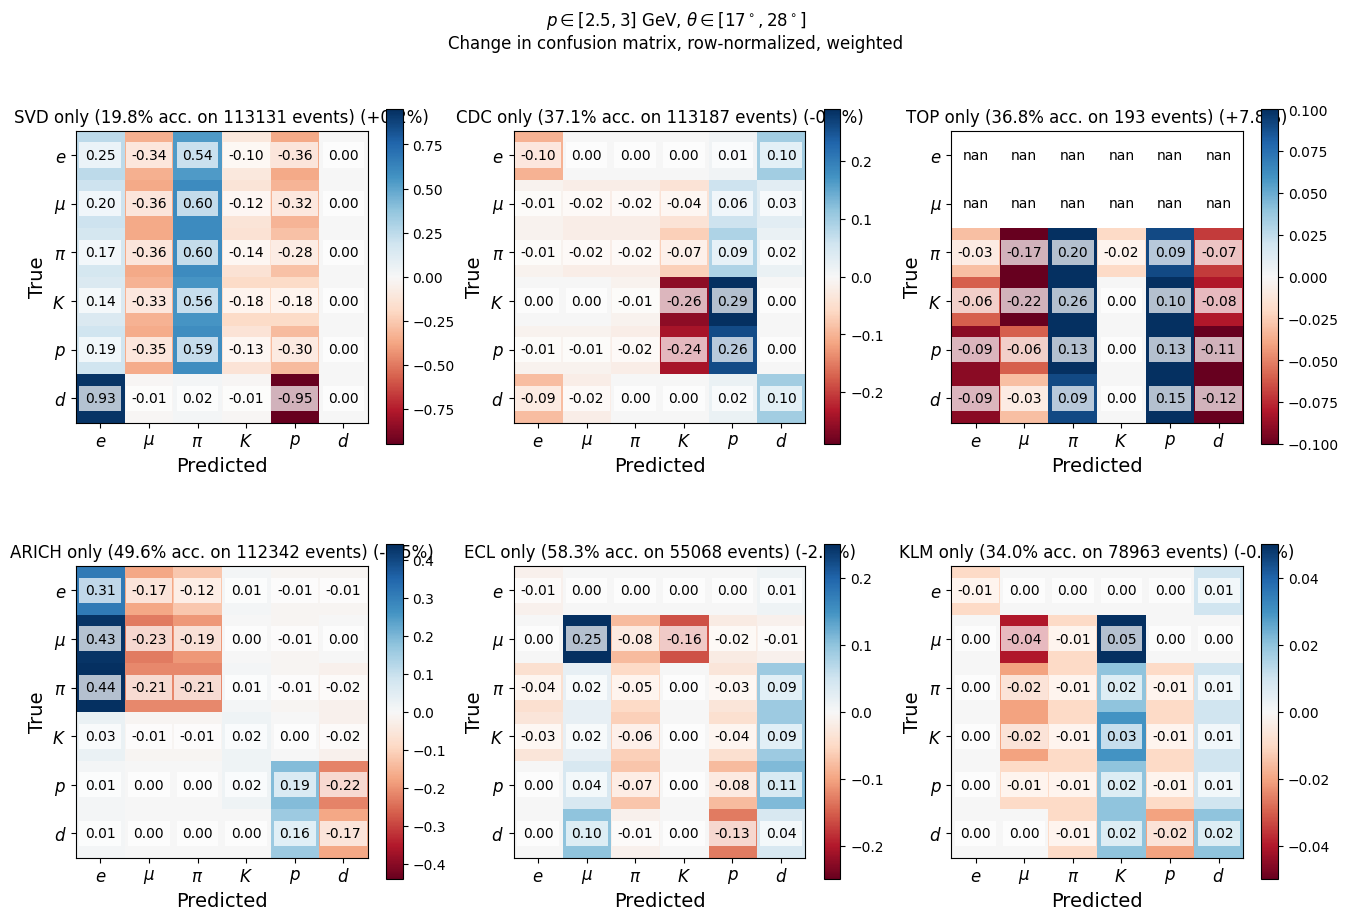 p ∈ [2.5, 3] GeV, θ ∈ [17°, 28°]
Change in confusion matrix, row-normalized, weighted
SVD only (19.8% acc. on 113131 events)
e 0.25 -0.34 0.54 -0.10 -0.36 0.00
μ 0.20 -0.36 0.60 -0.12 -0.32 0.00
π 0.17 -0.36 0.60 -0.14 -0.28 0.00
K 0.14 -0.33 0.56 -0.18 -0.18 0.00
p 0.19 -0.35 0.59 -0.13 -0.30 0.00
d 0.93 -0.01 0.02 -0.01 -0.95 0.00
e μ π K p d
True
Predicted
0.75
0.50
0.25
0.00
−0.25
−0.50
−0.75
CDC only (37.1% acc. on 113187 events)
e -0.10 0.00 0.00 0.00 0.01 0.10
μ -0.01 -0.02 -0.02 -0.04 0.06 0.03
π -0.01 -0.02 -0.02 -0.07 0.09 0.02
K 0.00 0.00 -0.01 -0.26 0.29 0.00
p -0.01 -0.01 -0.02 -0.24 0.26 0.00
d -0.09 -0.02 0.00 0.00 0.02 0.10
e μ π K p d
True
Predicted
0.2
0.1
0.0
−0.1
−0.2
TOP only (36.8% acc. on 193 events)
e nan nan nan nan nan nan
μ nan nan nan nan nan nan
π -0.03 -0.17 0.20 -0.02 0.09 -0.07
K -0.06 -0.22 0.26 0.00 0.10 -0.08
p -0.09 -0.06 0.13 0.00 0.13 -0.11
d -0.09 -0.03 0.09 0.00 0.15 -0.12
e μ π K p d
True
Predicted
0.100
0.075
0.050
0.025
0.000
−0.025
−0.050
−0.075
−0.100
ARICH only (49.6% acc. on 112342 events)
e 0.31 -0.17 -0.12 0.01 -0.01 -0.01
μ 0.43 -0.23 -0.19 0.00 -0.01 0.00
π 0.44 -0.21 -0.21 0.01 -0.01 -0.02
K 0.03 -0.01 -0.01 0.02 0.00 -0.02
p 0.01 0.00 0.00 0.02 0.19 -0.22
d 0.01 0.00 0.00 0.00 0.16 -0.17
e μ π K p d
True
Predicted
0.4
0.3
0.2
0.1
0.0
−0.1
−0.2
−0.3
−0.4
ECL only (58.3% acc. on 55068 events)
e -0.01 0.00 0.00 0.00 0.00 0.01
μ 0.00 0.25 -0.08 -0.16 -0.02 -0.01
π -0.04 0.02 -0.05 0.00 -0.03 0.09
K -0.03 0.02 -0.06 0.00 -0.04 0.09
p 0.00 0.04 -0.07 0.00 -0.08 0.11
d 0.00 0.10 -0.01 0.00 -0.13 0.04
e μ π K p d
True
Predicted
0.2
0.1
0.0
−0.1
−0.2
KLM only (34.0% acc. on 78963 events)
e -0.01 0.00 0.00 0.00 0.00 0.01
μ 0.00 -0.04 -0.01 0.05 0.00 0.00
π 0.00 -0.02 -0.01 0.02 -0.01 0.01
K 0.00 -0.02 -0.01 0.03 -0.01 0.01
p 0.00 -0.01 -0.01 0.02 -0.01 0.01
d 0.00 0.00 -0.01 0.02 -0.02 0.02
e μ π K p d
True
Predicted
0.04
0.02
0.00
−0.02
−0.04